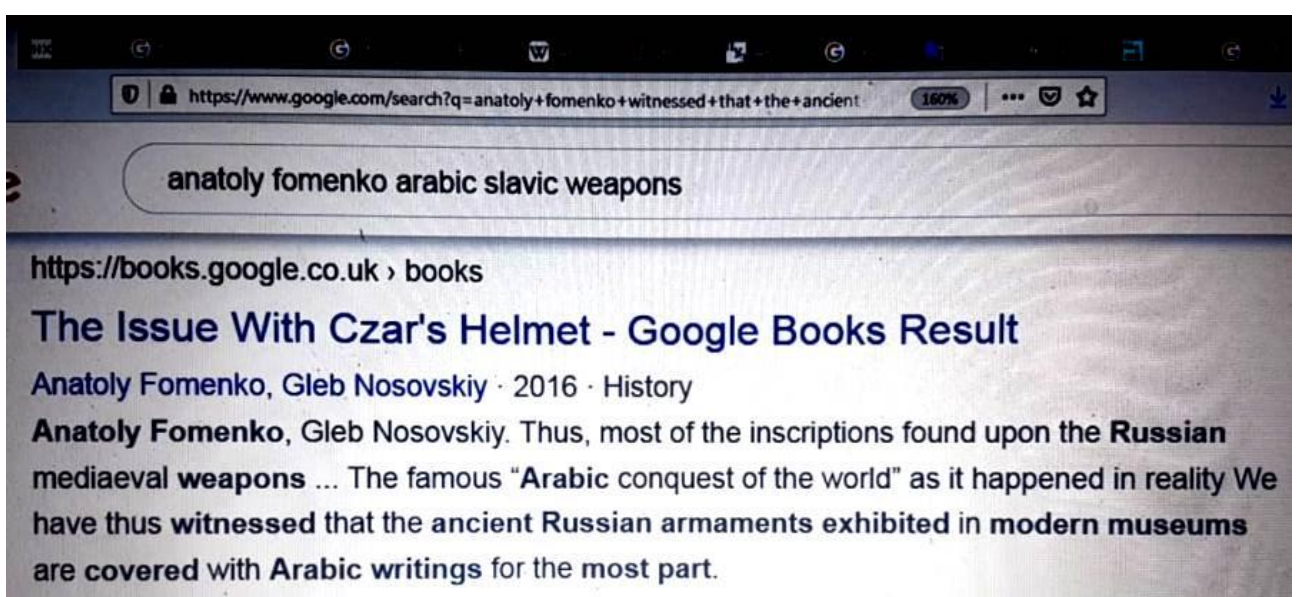 https://www.google.com/search?q=anatoly+fomenko+witnessed+that+the+ancient 160%
anatoly fomenko arabic slavic weapons
https://books.google.co.uk › books
The Issue With Czar's Helmet - Google Books Result
Anatoly Fomenko, Gleb Nosovskiy · 2016 · History
Anatoly Fomenko, Gleb Nosovskiy. Thus, most of the inscriptions found upon the Russian
mediaeval weapons ... The famous "Arabic conquest of the world" as it happened in reality We
have thus witnessed that the ancient Russian armaments exhibited in modern museums
are covered with Arabic writings for the most part.